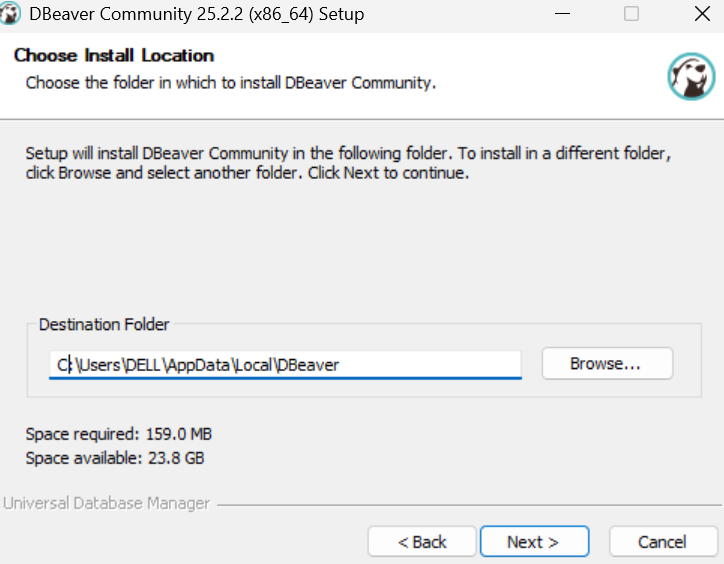 DBeaver Community 25.2.2 (x86_64) Setup
Choose Install Location
Choose the folder in which to install DBeaver Community.
Setup will install DBeaver Community in the following folder. To install in a different folder,
click Browse and select another folder. Click Next to continue.
Destination Folder
C:\Users\DELL\AppData\Local\DBeaver
Browse...
Space required: 159.0 MB
Space available: 23.8 GB
Universal Database Manager
< Back
Next >
Cancel